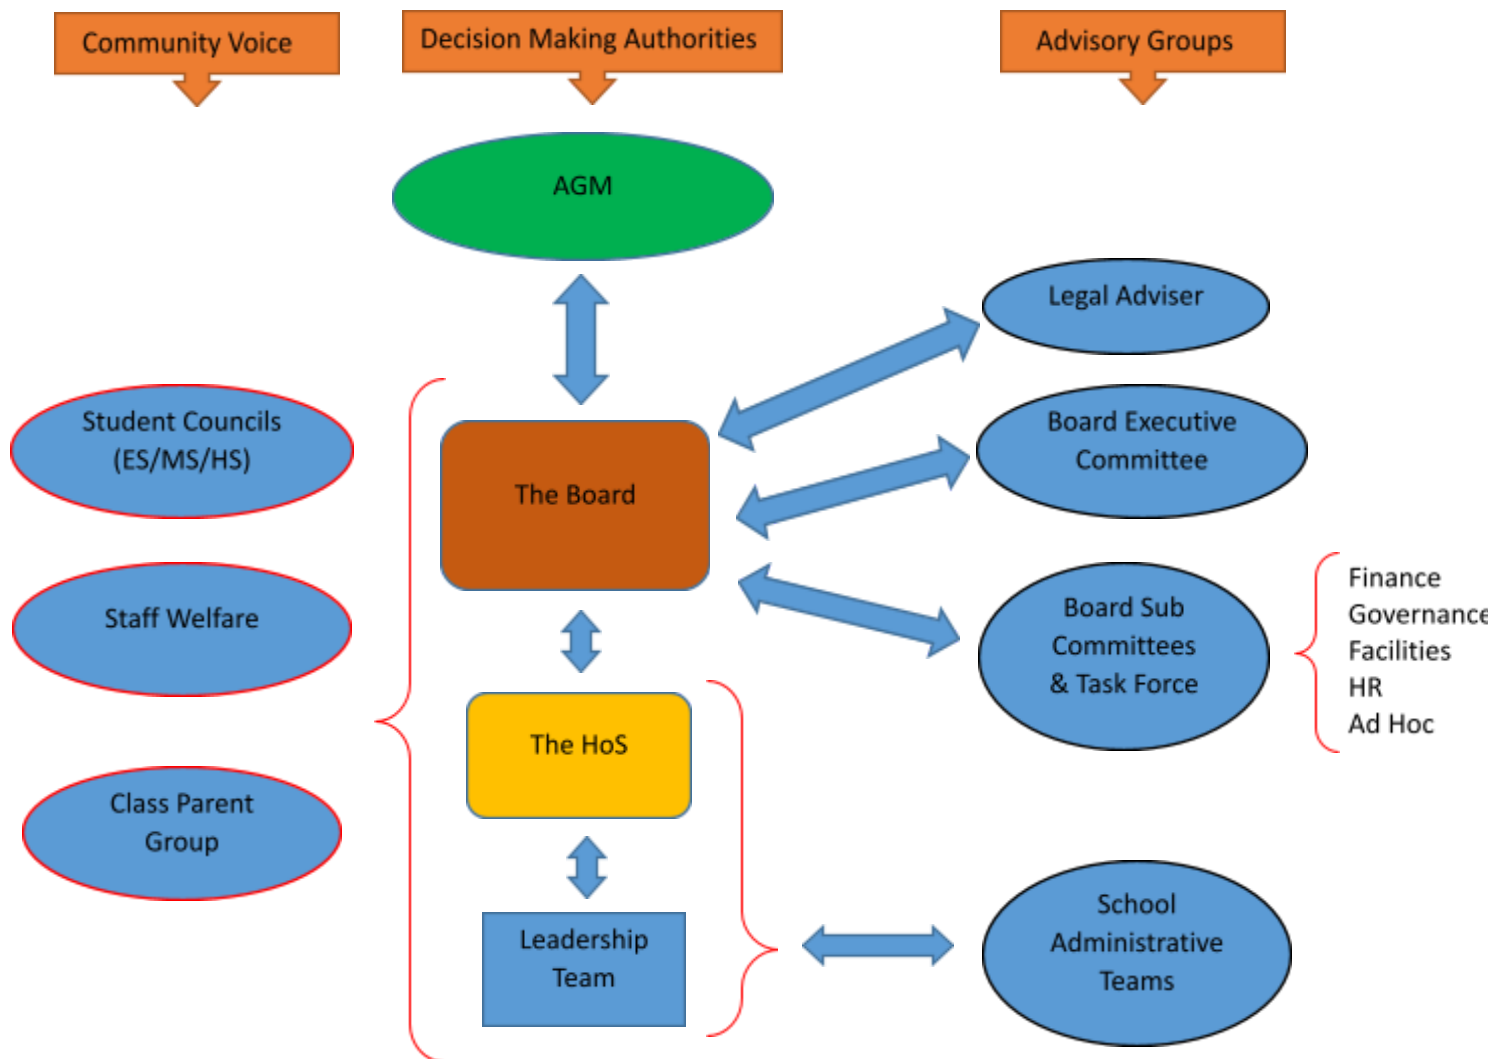 Community Voice
Decision Making Authorities
Advisory Groups
AGM
Legal Adviser
Student Councils
(ES/MS/HS)
The Board
Board Executive
Committee
Staff Welfare
Board Sub
Committees
& Task Force
Finance
Governance
Facilities
HR
Ad Hoc
The HoS
Class Parent
Group
Leadership
Team
School
Administrative
Teams